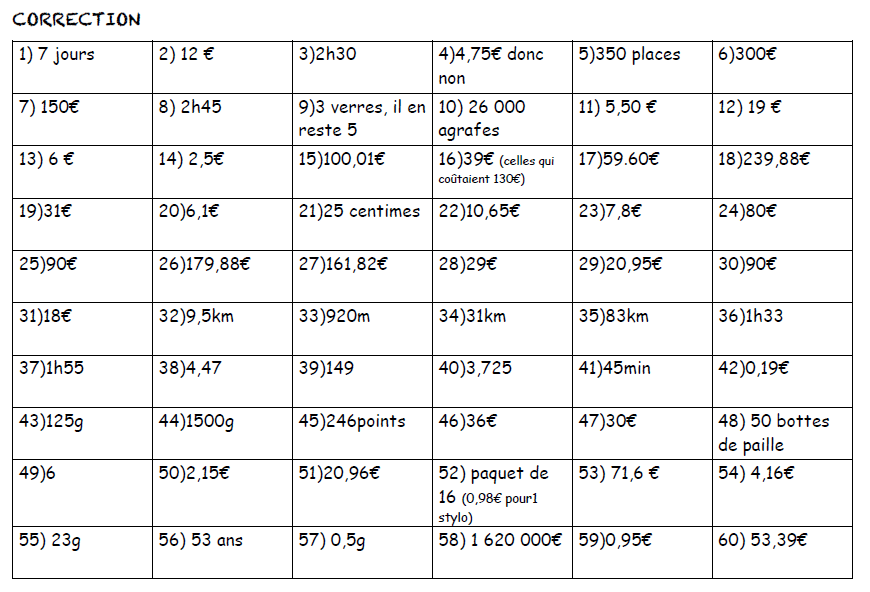 CORRECTION
1) 7 jours
2) 12 €
3)2h30
4)4,75€ donc
non
5)350 places
6)300€
7) 150€
8) 2h45
9)3 verres, il en
reste 5
10) 26 000
agrafes
11) 5,50 €
12) 19 €
13) 6 €
14) 2,5€
15)100,01€
16)39€ (celles qui
coûtaient 130€)
17)59.60€
18)239,88€
19)31€
20)6,1€
21)25 centimes
22)10,65€
23)7,8€
24)80€
25)90€
26)179,88€
27)161,82€
28)29€
29)20,95€
30)90€
31)18€
32)9,5km
33)920m
34)31km
35)83km
36)1h33
37)1h55
38)4,47
39)149
40)3,725
41)45min
42)0,19€
43)125g
44)1500g
45)246points
46)36€
47)30€
48) 50 bottes
de paille
49)6
50)2,15€
51)20,96€
52) paquet de
16 (0,98€ pour1
stylo)
53) 71,6 €
54) 4,16€
55) 23g
56) 53 ans
57) 0,5g
58) 1 620 000€
59)0,95€
60) 53,39€